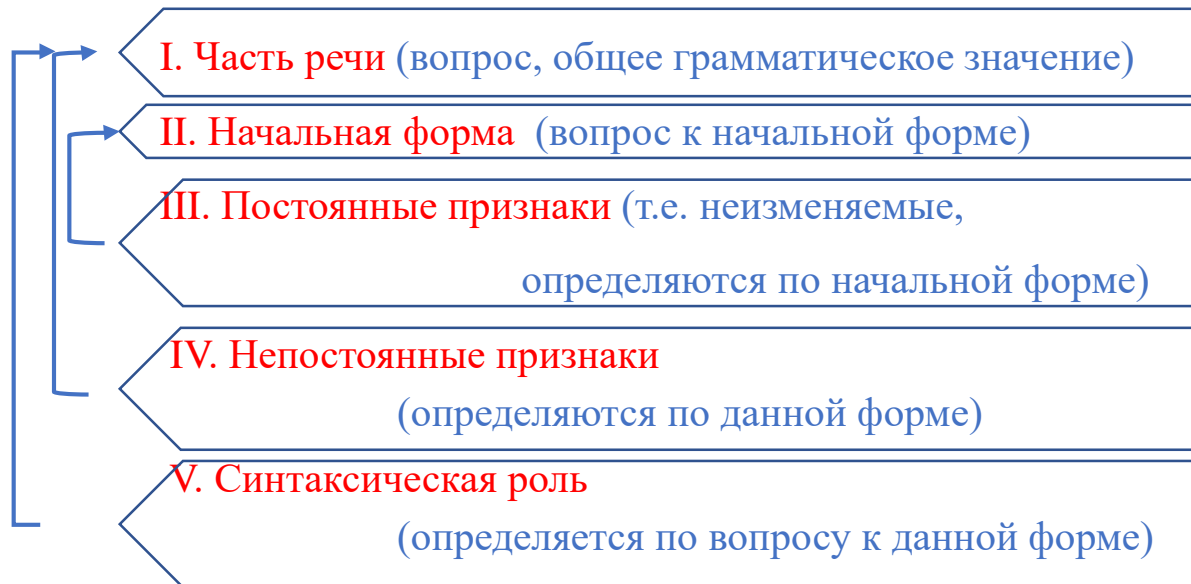 I. Часть речи (вопрос, общее грамматическое значение)
II. Начальная форма (вопрос к начальной форме)
III. Постоянные признаки (т.е. неизменяемые,
определяются по начальной форме)
IV. Непостоянные признаки
(определяются по данной форме)
V. Синтаксическая роль
(определяется по вопросу к данной форме)